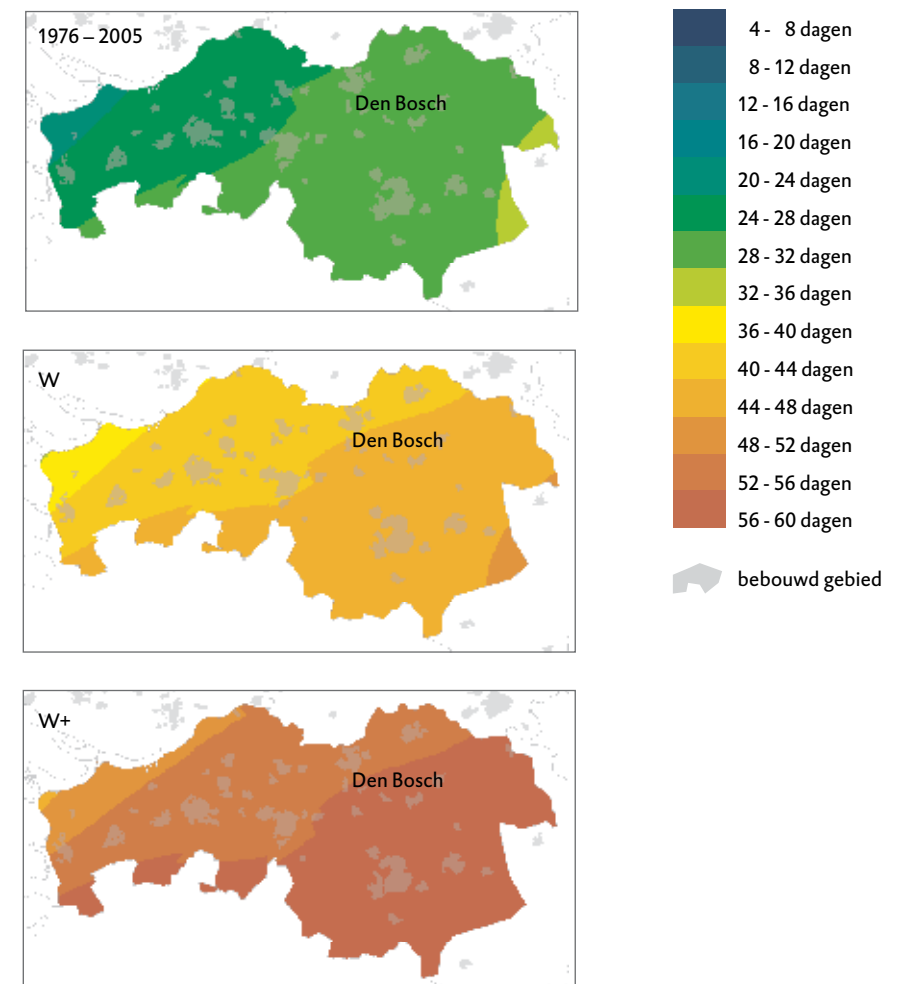 1976 – 2005
Den Bosch
W
Den Bosch
W+
Den Bosch
4 - 8 dagen
8 - 12 dagen
12 - 16 dagen
16 - 20 dagen
20 - 24 dagen
24 - 28 dagen
28 - 32 dagen
32 - 36 dagen
36 - 40 dagen
40 - 44 dagen
44 - 48 dagen
48 - 52 dagen
52 - 56 dagen
56 - 60 dagen
bebouwd gebied